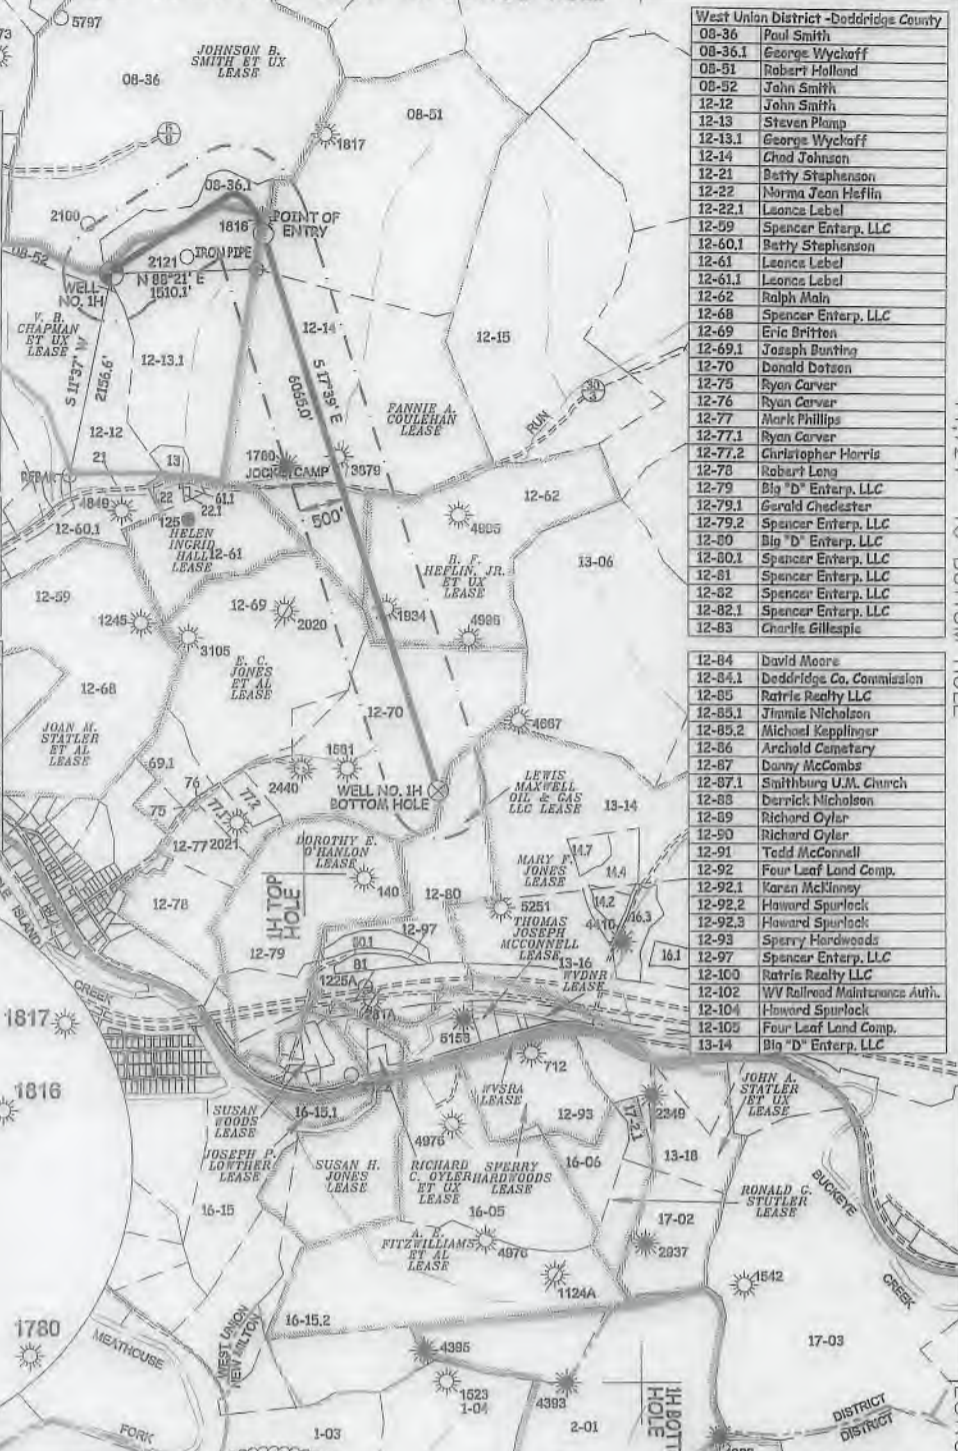 5797
JOHNSON B.
SMITH ET UX
LEASE
08-36
08-51
1817
08-36.1
2100
1816
POINT OF
ENTRY
08-52
2121
IRON PIPE
WELL
NO. 1H
N 88°21' E
1510.1'
V. B.
CHAPMAN
ET UX
LEASE
S 11°37' W
2156.6'
12-13.1
12-14
12-15
S 17°39' E
6065.0'
FANNIE A.
COULEHAN
LEASE
RUN
12-12
21
13
REBAR
1780
JOCKEY CAMP
3879
500'
4849
22
61.1
22.1
125
12-60.1
HELEN
INGRID
HALL
LEASE
12-61
12-62
4985
13-06
H. F.
HEFLIN, JR.
ET UX
LEASE
12-59
12-69
2020
1245
3105
1934
4986
E. C.
JONES
ET AL
LEASE
12-68
12-70
JOAN M.
STATLER
ET AL
LEASE
69.1
76
75
77.1
77.2
2440
1581
4667
WELL NO. 1H
BOTTOM HOLE
LEWIS
MAXWELL
OIL & GAS
LLC LEASE
13-14
12-77
2021
DOROTHY E.
O'HANLON
LEASE
140
1H TOP
HOLE
MARY F.
JONES
LEASE
14.7
14.4
14.2
16.3
4416
16.1
12-78
12-80
5251
THOMAS
JOSEPH
MCCONNELL
LEASE
12-79
12-97
80.1
81
13-16
WVDNR
LEASE
ISLAND
CREEK
1225A
5153
712
1817
1816
1780
SUSAN
WOODS
LEASE
16-15.1
WVSRA
LEASE
12-93
2349
17-2.1
JOHN A.
STATLER
ET UX
LEASE
JOSEPH P.
LOWTHER
LEASE
SUSAN H.
JONES
LEASE
4975
RICHARD
C. OYLER
ET UX
LEASE
SPERRY
HARDWOODS
LEASE
16-06
13-18
BUCKEYE
CREEK
16-15
16-05
RONALD G.
STUTLER
LEASE
17-02
A. E.
FITZWILLIAMS
ET AL
LEASE
4976
2937
1124A
1542
16-15.2
WEST UNION
NEW MILTON
MEATHOUSE
FORK
4395
1523
1-04
4393
1H BOTT
HOLE
17-03
1-03
2-01
DISTRICT
DISTRICT
West Union District -Doddridge County
08-36 Paul Smith
08-36.1 George Wyckoff
08-51 Robert Holland
08-52 John Smith
12-12 John Smith
12-13 Steven Plamp
12-13.1 George Wyckoff
12-14 Chad Johnson
12-21 Betty Stephenson
12-22 Norma Jean Heflin
12-22.1 Leonce Lebel
12-59 Spencer Enterp. LLC
12-60.1 Betty Stephenson
12-61 Leonce Lebel
12-61.1 Leonce Lebel
12-62 Ralph Main
12-68 Spencer Enterp. LLC
12-69 Eric Britton
12-69.1 Joseph Bunting
12-70 Donald Dotson
12-75 Ryan Carver
12-76 Ryan Carver
12-77 Mark Phillips
12-77.1 Ryan Carver
12-77.2 Christopher Harris
12-78 Robert Long
12-79 Big "D" Enterp. LLC
12-79.1 Gerald Chedester
12-79.2 Spencer Enterp. LLC
12-80 Big "D" Enterp. LLC
12-80.1 Spencer Enterp. LLC
12-81 Spencer Enterp. LLC
12-82 Spencer Enterp. LLC
12-82.1 Spencer Enterp. LLC
12-83 Charlie Gillespie
12-84 David Moore
12-84.1 Doddridge Co. Commission
12-85 Ratrie Realty LLC
12-85.1 Jimmie Nicholson
12-85.2 Michael Kepplinger
12-86 Archold Cemetery
12-87 Danny McCombs
12-87.1 Smithburg U.M. Church
12-88 Derrick Nicholson
12-89 Richard Oyler
12-90 Richard Oyler
12-91 Todd McConnell
12-92 Four Leaf Land Comp.
12-92.1 Karen McKinney
12-92.2 Howard Spurlock
12-92.3 Howard Spurlock
12-93 Sperry Hardwoods
12-97 Spencer Enterp. LLC
12-100 Ratrie Realty LLC
12-102 WV Railroad Maintenance Auth.
12-104 Howard Spurlock
12-105 Four Leaf Land Comp.
13-14 Big "D" Enterp. LLC